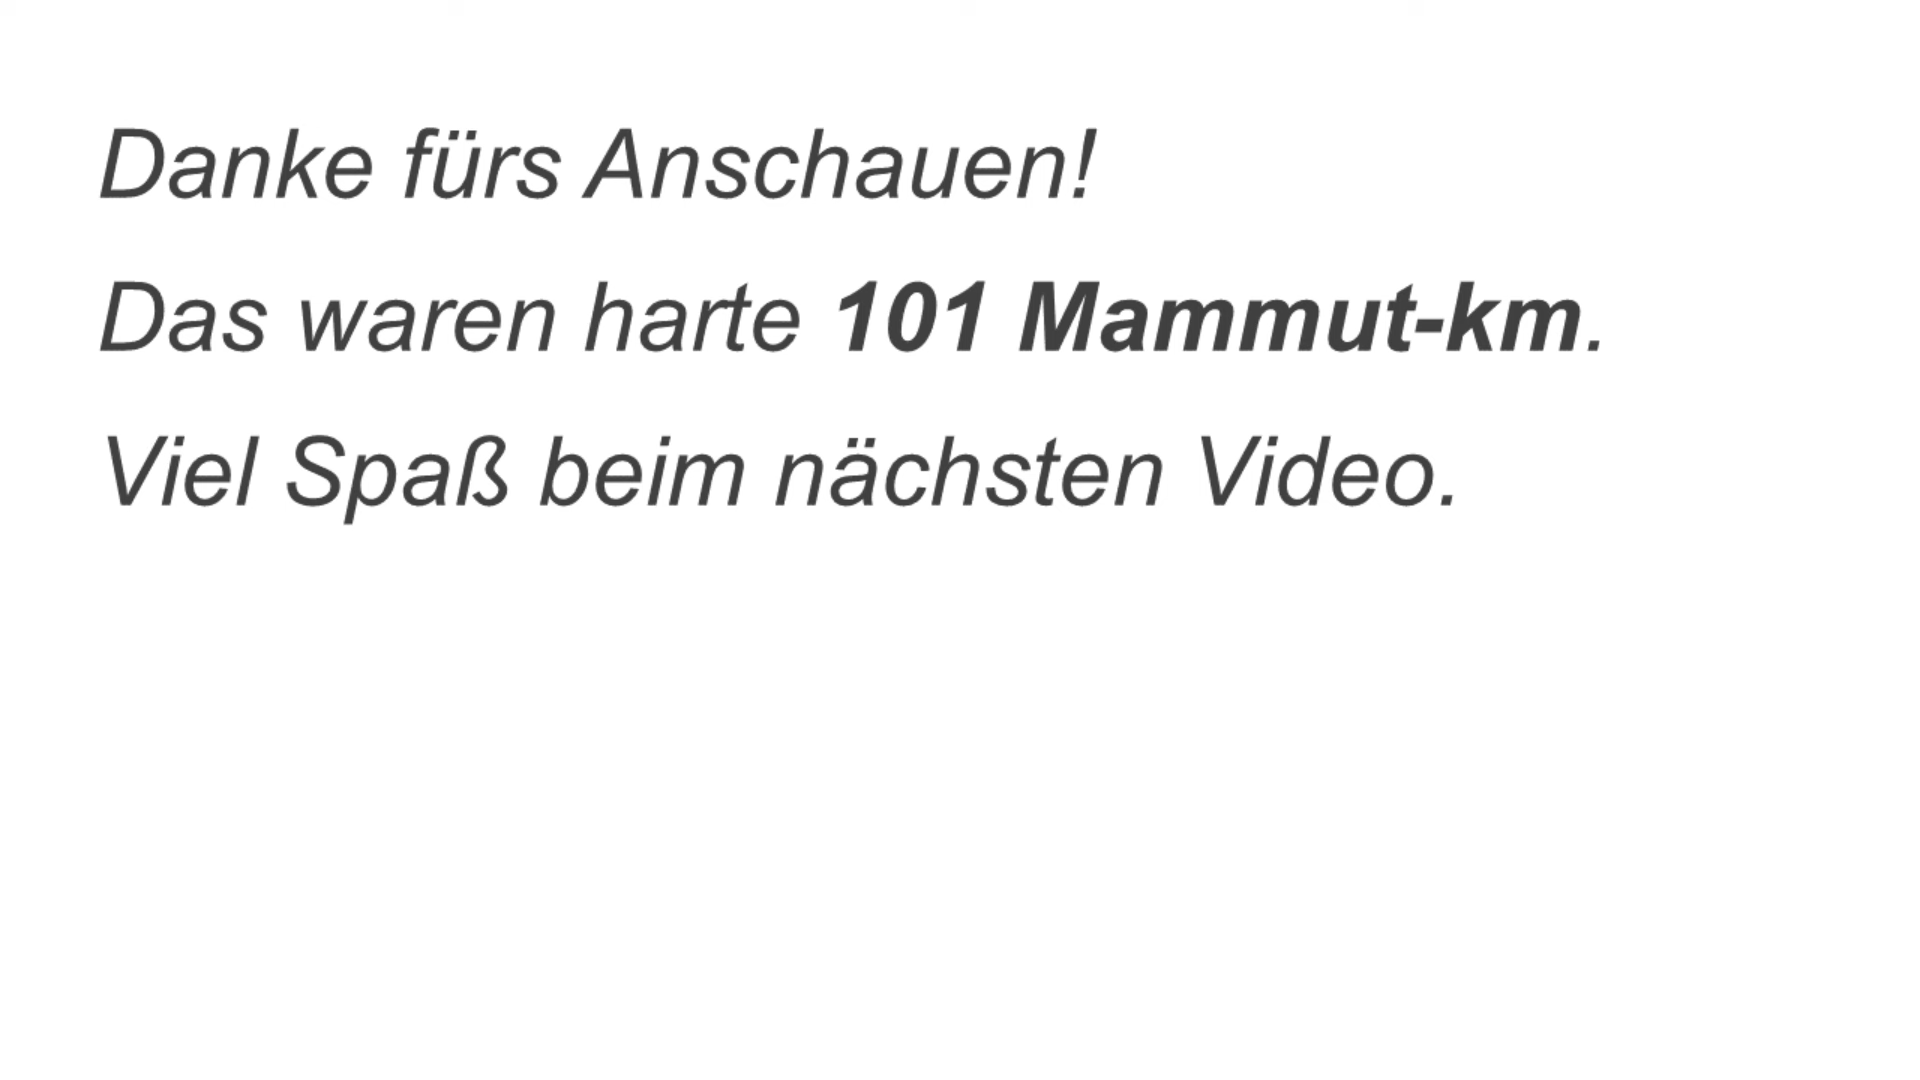 Danke fürs Anschauen!
Das waren harte 101 Mammut-km.
Viel Spaß beim nächsten Video.